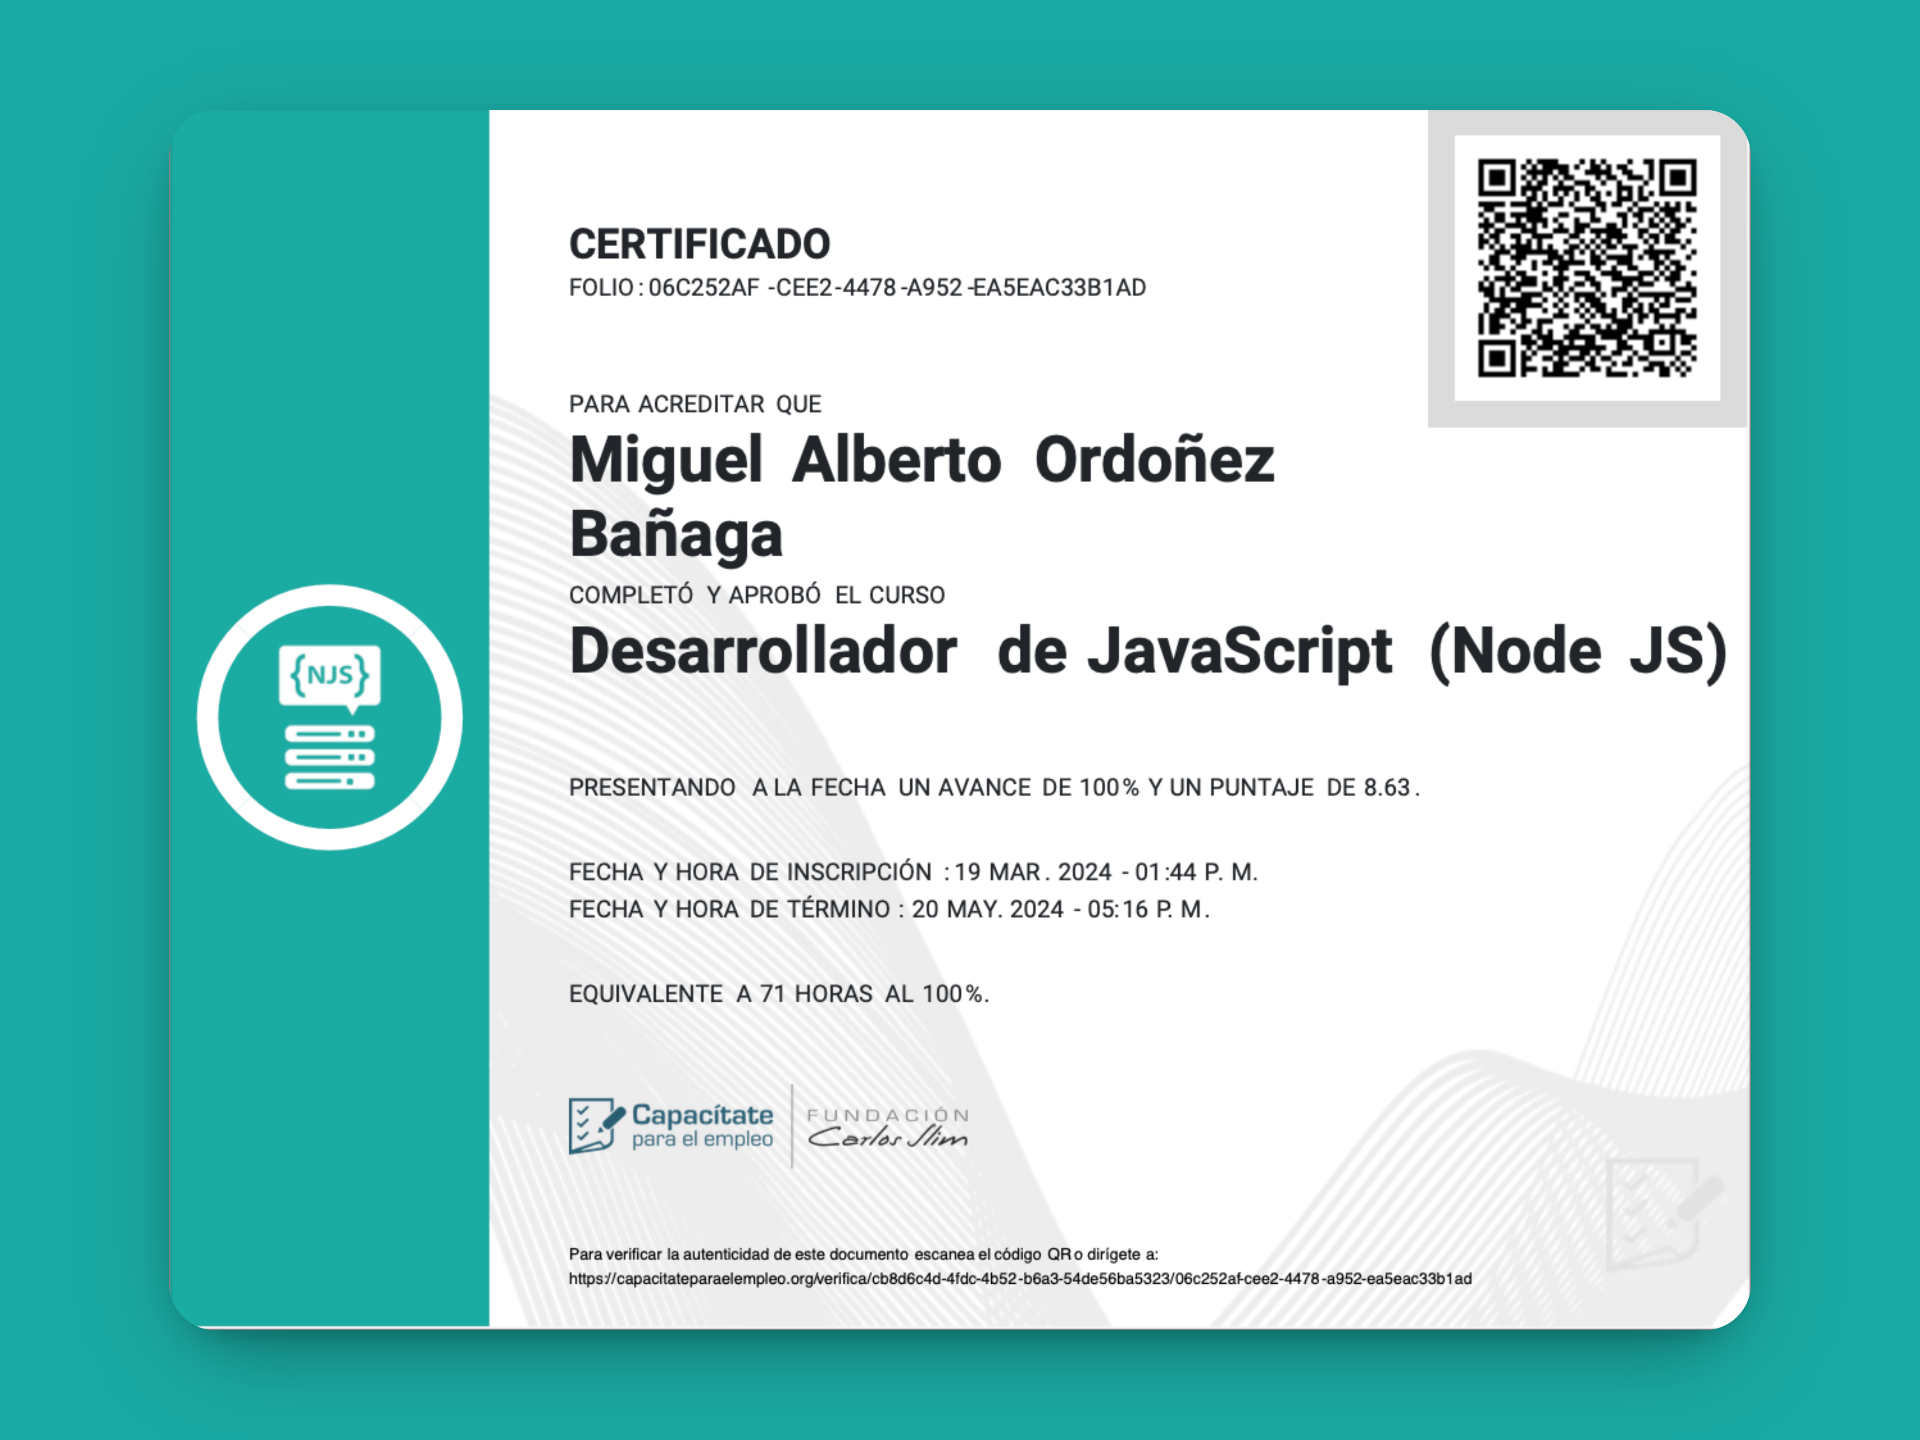 CERTIFICADO
FOLIO: 06C252AF-CEE2-4478-A952-EA5EAC33B1AD
PARA ACREDITAR QUE
Miguel Alberto Ordoñez
Bañaga
COMPLETÓ Y APROBÓ EL CURSO
Desarrollador de JavaScript (Node JS)
{NJS}
PRESENTANDO A LA FECHA UN AVANCE DE 100% Y UN PUNTAJE DE 8.63.
FECHA Y HORA DE INSCRIPCIÓN : 19 MAR. 2024 - 01:44 P. M.
FECHA Y HORA DE TÉRMINO : 20 MAY. 2024 - 05:16 P. M.
EQUIVALENTE A 71 HORAS AL 100%.
Capacítate
para el empleo
FUNDACIÓN
Carlos Slim
Para verificar la autenticidad de este documento escanea el código QR o dirígete a:
https://capacitateparaelempleo.org/verifica/cb8d6c4d-4fdc-4b52-b6a3-54de56ba5323/06c252af-cee2-4478-a952-ea5eac33b1ad